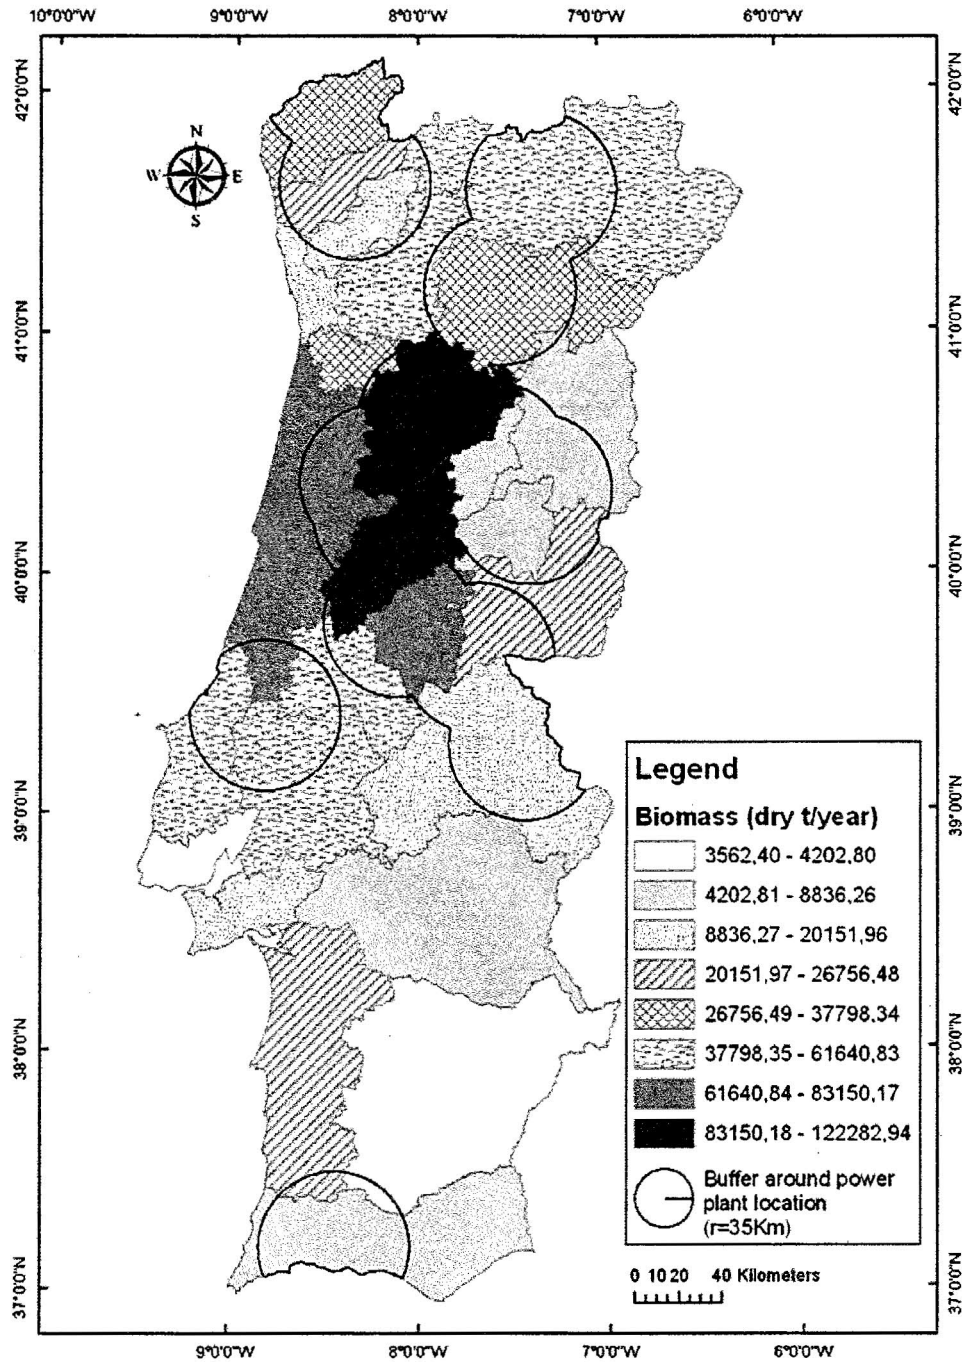 10°0'0"W 9°0'0"W 8°0'0"W 7°0'0"W 6°0'0"W
42°0'0"N
42°0'0"N
N
W E
S
41°0'0"N
41°0'0"N
40°0'0"N
40°0'0"N
39°0'0"N
39°0'0"N
38°0'0"N
38°0'0"N
37°0'0"N
37°0'0"N
Legend
Biomass (dry t/year)
3562,40 - 4202,80
4202,81 - 8836,26
8836,27 - 20151,96
20151,97 - 26756,48
26756,49 - 37798,34
37798,35 - 61640,83
61640,84 - 83150,17
83150,18 - 122282,94
Buffer around power
plant location
(r=35Km)
0 10 20 40 Kilometers
9°0'0"W 8°0'0"W 7°0'0"W 6°0'0"W